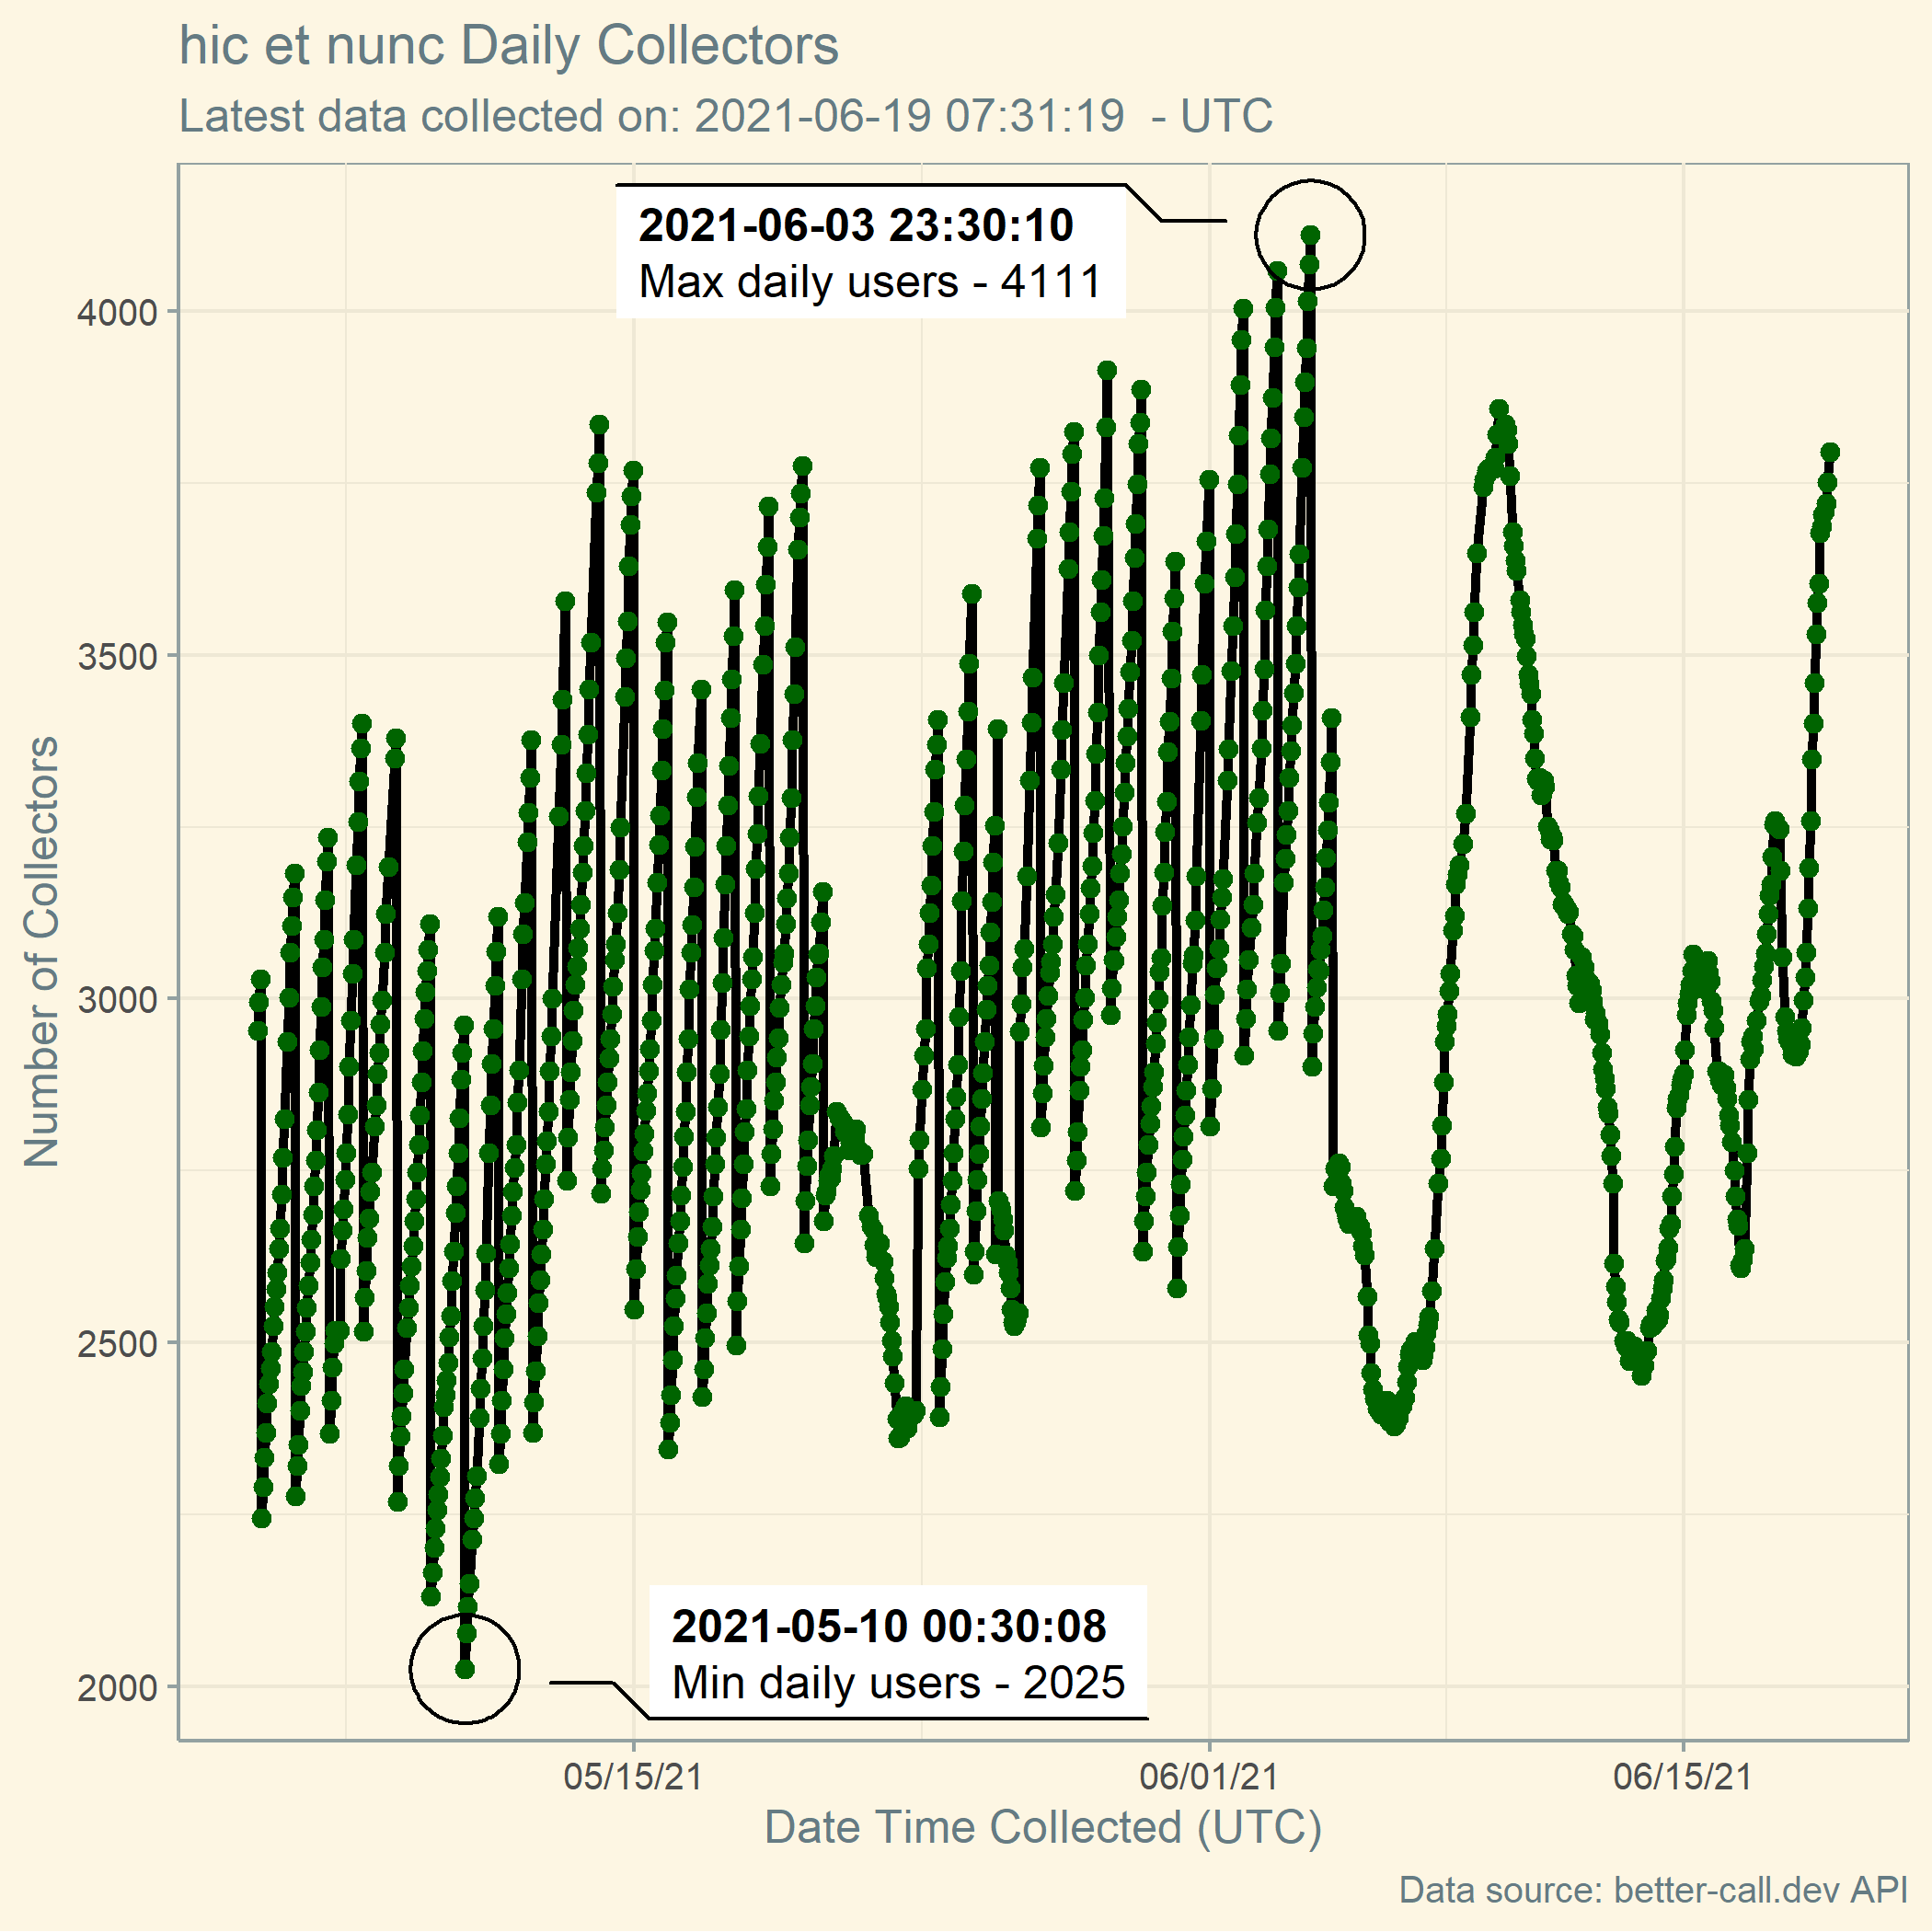 hic et nunc Daily Collectors
Latest data collected on: 2021-06-19 07:31:19  - UTC
2021-06-03 23:30:10
Max daily users - 4111
4000
3500
3000
2500
2000
Number of Collectors
2021-05-10 00:30:08
Min daily users - 2025
05/15/21
06/01/21
06/15/21
Date Time Collected (UTC)
Data source: better-call.dev API